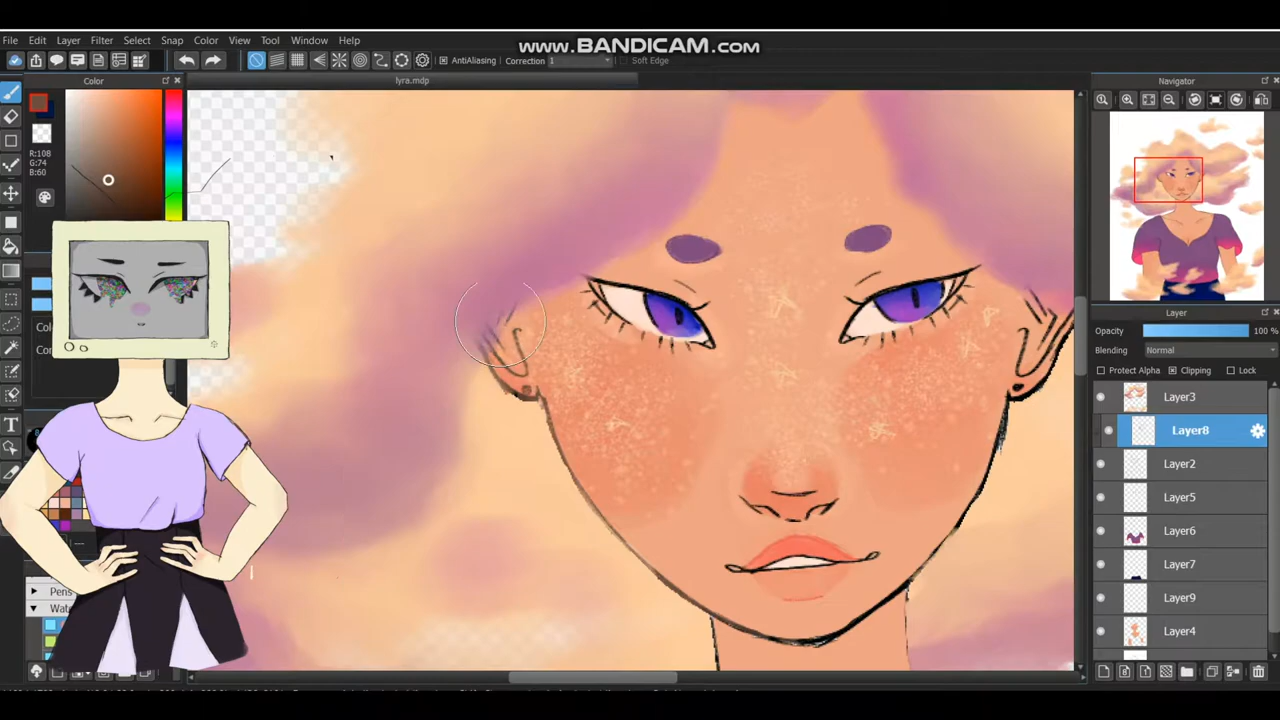 www.BANDICAM.com
File Edit Layer Filter Select Snap Color View Tool Window Help
AntiAliasing Correction 1 Soft Edge
Color
lyra.mdp
Navigator
R:108
G:74
B:60
Layer
Opacity 100 %
Blending Normal
Protect Alpha Clipping Lock
Layer3
Layer8
Layer2
Layer5
Layer6
Layer7
Layer9
Layer4
Pens